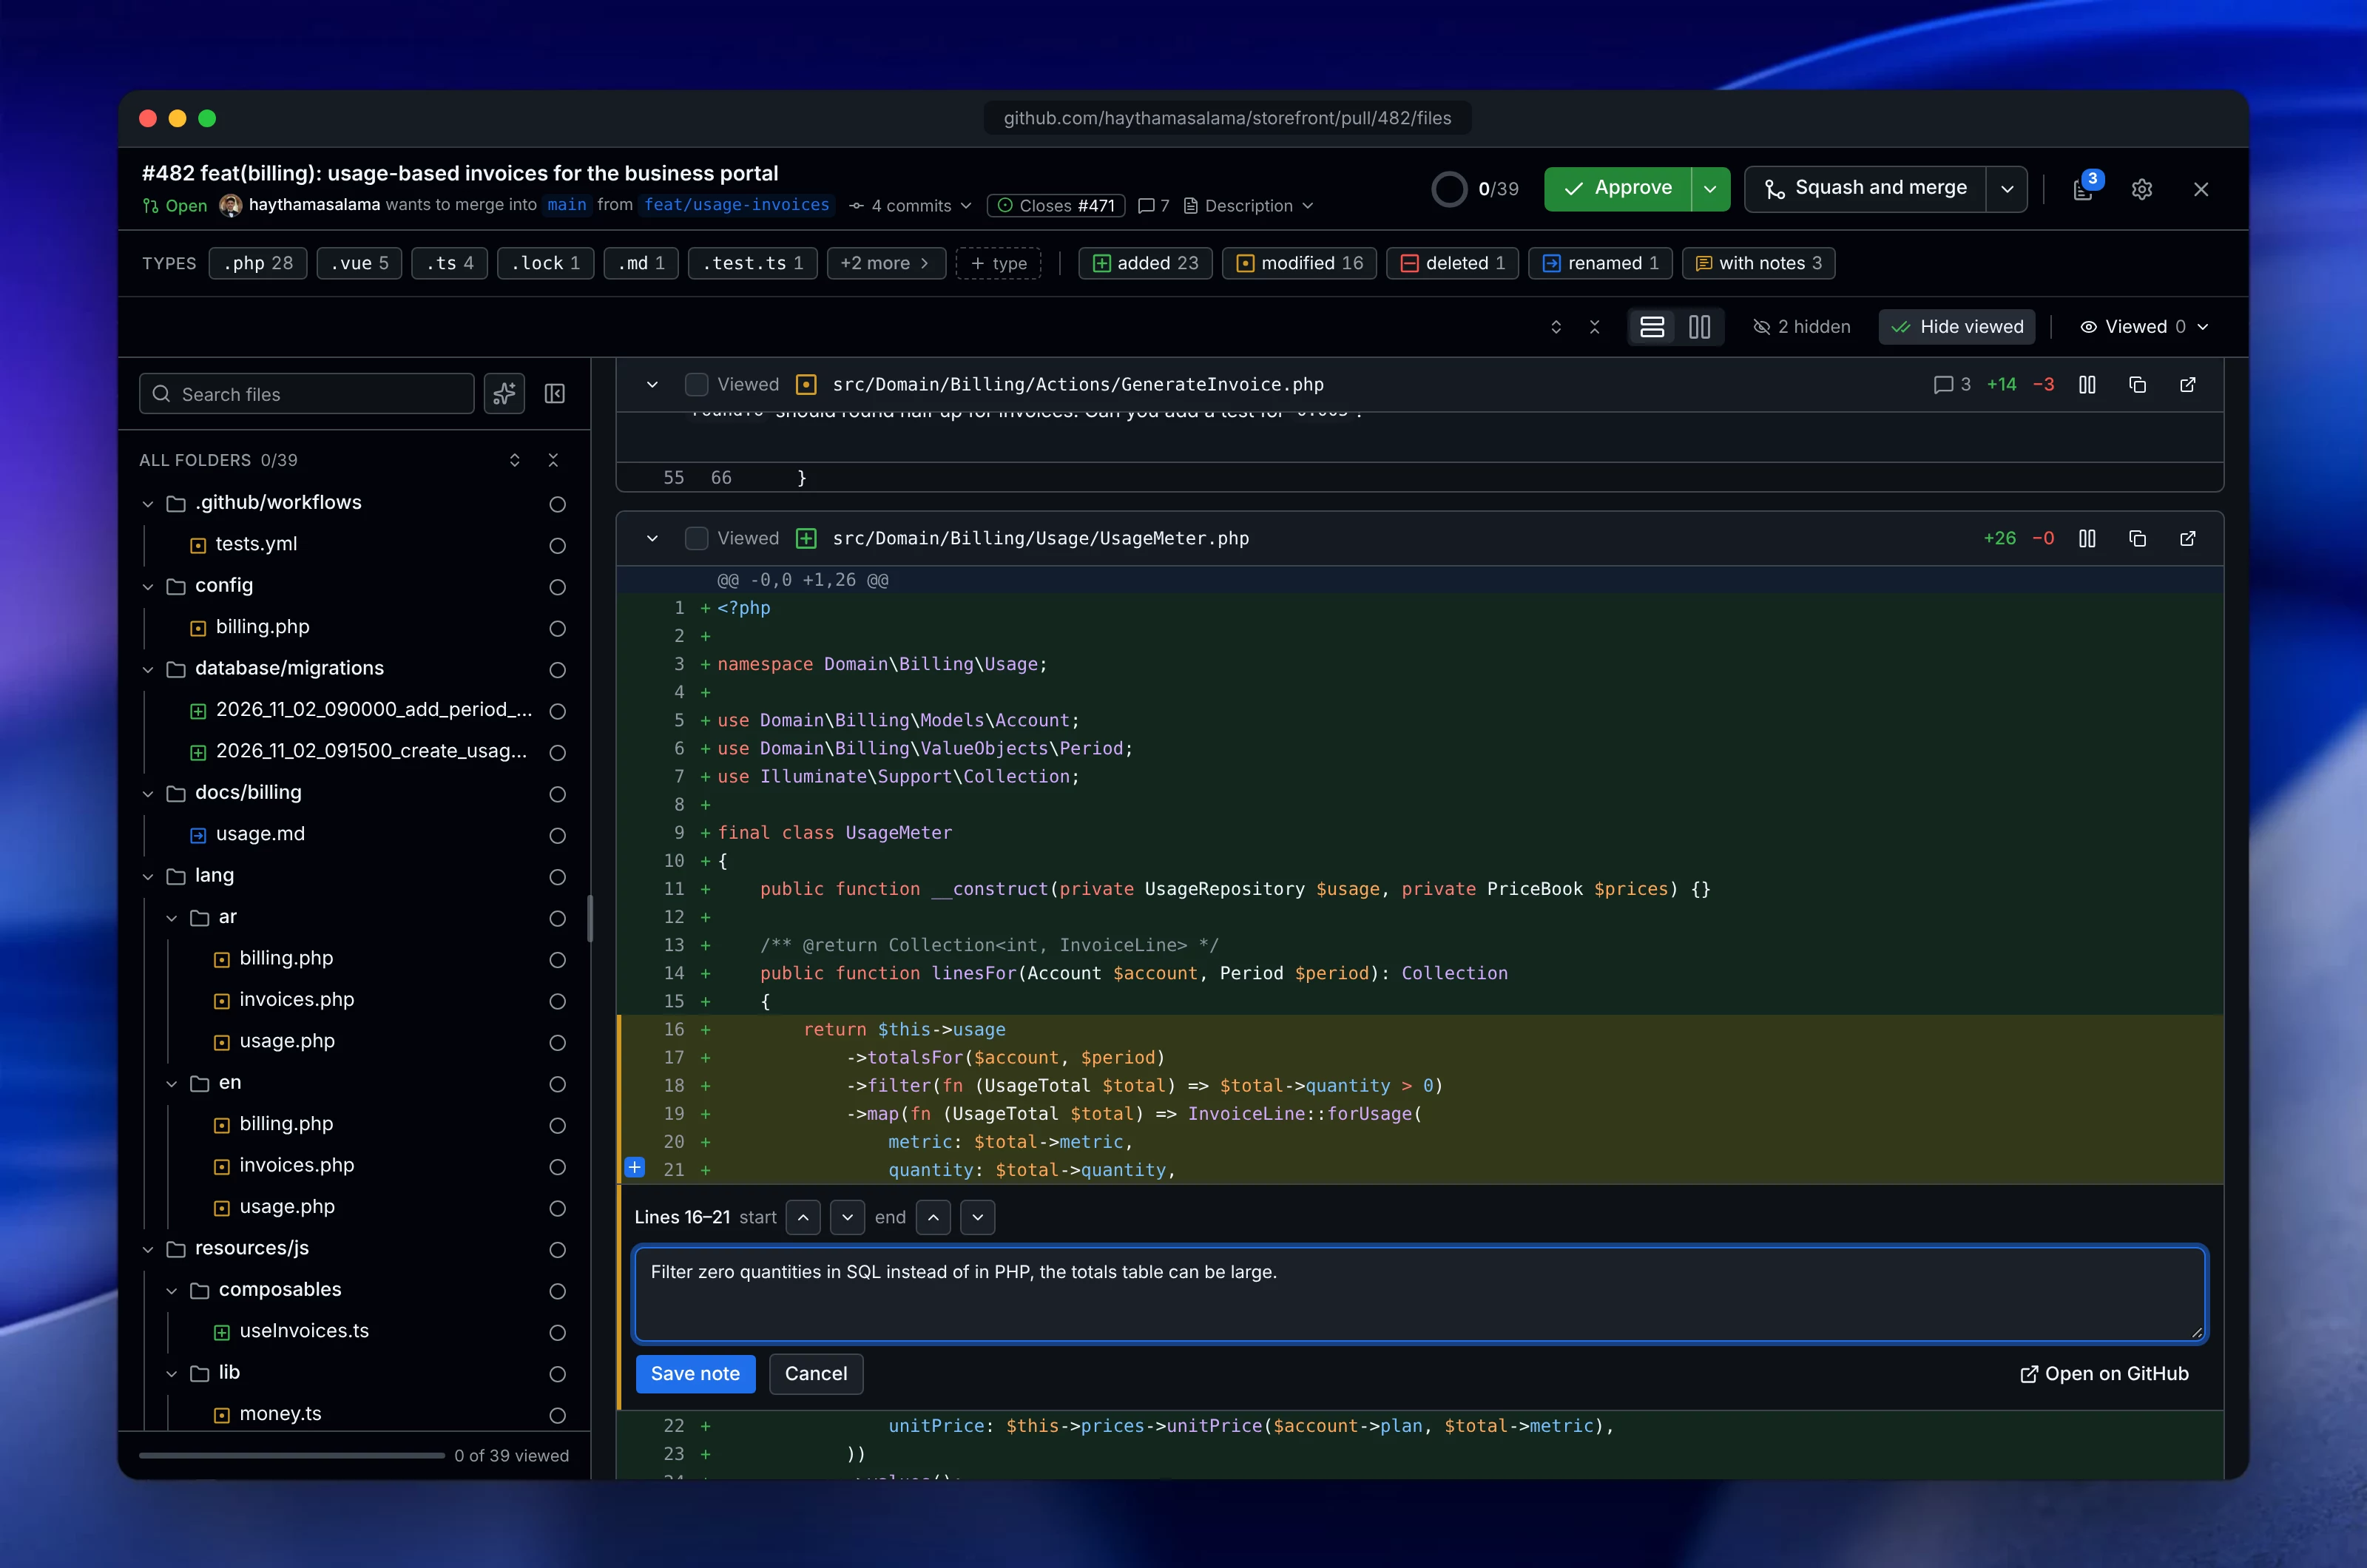 github.com/haythamasalama/storefront/pull/482/files
#482 feat(billing): usage-based invoices for the business portal
Open haythamasalama wants to merge into main from feat/usage-invoices 4 commits Closes #471 7 Description
0/39 Approve Squash and merge 3
TYPES .php 28 .vue 5 .ts 4 .lock 1 .md 1 .test.ts 1 +2 more + type added 23 modified 16 deleted 1 renamed 1 with notes 3
2 hidden Hide viewed Viewed 0
Search files
ALL FOLDERS 0/39
.github/workflows
tests.yml
config
billing.php
database/migrations
2026_11_02_090000_add_period_...
2026_11_02_091500_create_usag...
docs/billing
usage.md
lang
ar
billing.php
invoices.php
usage.php
en
billing.php
invoices.php
usage.php
resources/js
composables
useInvoices.ts
lib
money.ts
0 of 39 viewed
Viewed src/Domain/Billing/Actions/GenerateInvoice.php 3 +14 −3
should round half up for invoices. Can you add a test for
55 66 }
Viewed src/Domain/Billing/Usage/UsageMeter.php +26 −0
@@ -0,0 +1,26 @@
1 + <?php
2 +
3 + namespace Domain\Billing\Usage;
4 +
5 + use Domain\Billing\Models\Account;
6 + use Domain\Billing\ValueObjects\Period;
7 + use Illuminate\Support\Collection;
8 +
9 + final class UsageMeter
10 + {
11 + public function __construct(private UsageRepository $usage, private PriceBook $prices) {}
12 +
13 + /** @return Collection<int, InvoiceLine> */
14 + public function linesFor(Account $account, Period $period): Collection
15 + {
16 + return $this->usage
17 + ->totalsFor($account, $period)
18 + ->filter(fn (UsageTotal $total) => $total->quantity > 0)
19 + ->map(fn (UsageTotal $total) => InvoiceLine::forUsage(
20 + metric: $total->metric,
21 + quantity: $total->quantity,
Lines 16–21 start end
Filter zero quantities in SQL instead of in PHP, the totals table can be large.
Save note Cancel Open on GitHub
22 + unitPrice: $this->prices->unitPrice($account->plan, $total->metric),
23 + ))